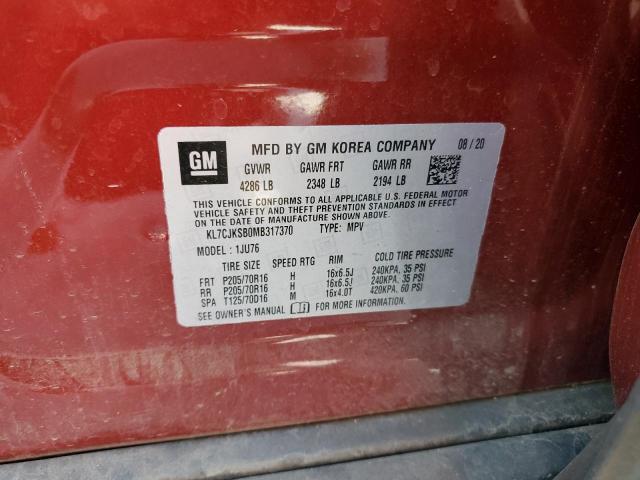 GM
MFD BY GM KOREA COMPANY 08/20
GVWR GAWR FRT GAWR RR
4286 LB 2348 LB 2194 LB
THIS VEHICLE CONFORMS TO ALL APPLICABLE U.S. FEDERAL MOTOR
VEHICLE SAFETY, BUMPER, AND THEFT PREVENTION STANDARDS IN
EFFECT ON THE DATE OF MANUFACTURE SHOWN ABOVE.
KL7CJKSB0MB317370 TYPE: MPV
MODEL: 1JU76
TIRE SIZE SPEED RTG RIM COLD TIRE PRESSURE
FRT P205/70R16 H 16x6.5J 240KPA, 35 PSI
RR P205/70R16 H 16x6.5J 240KPA, 35 PSI
SPA T125/70D16 M 16x4.0T 420KPA, 60 PSI
SEE OWNER'S MANUAL FOR MORE INFORMATION.